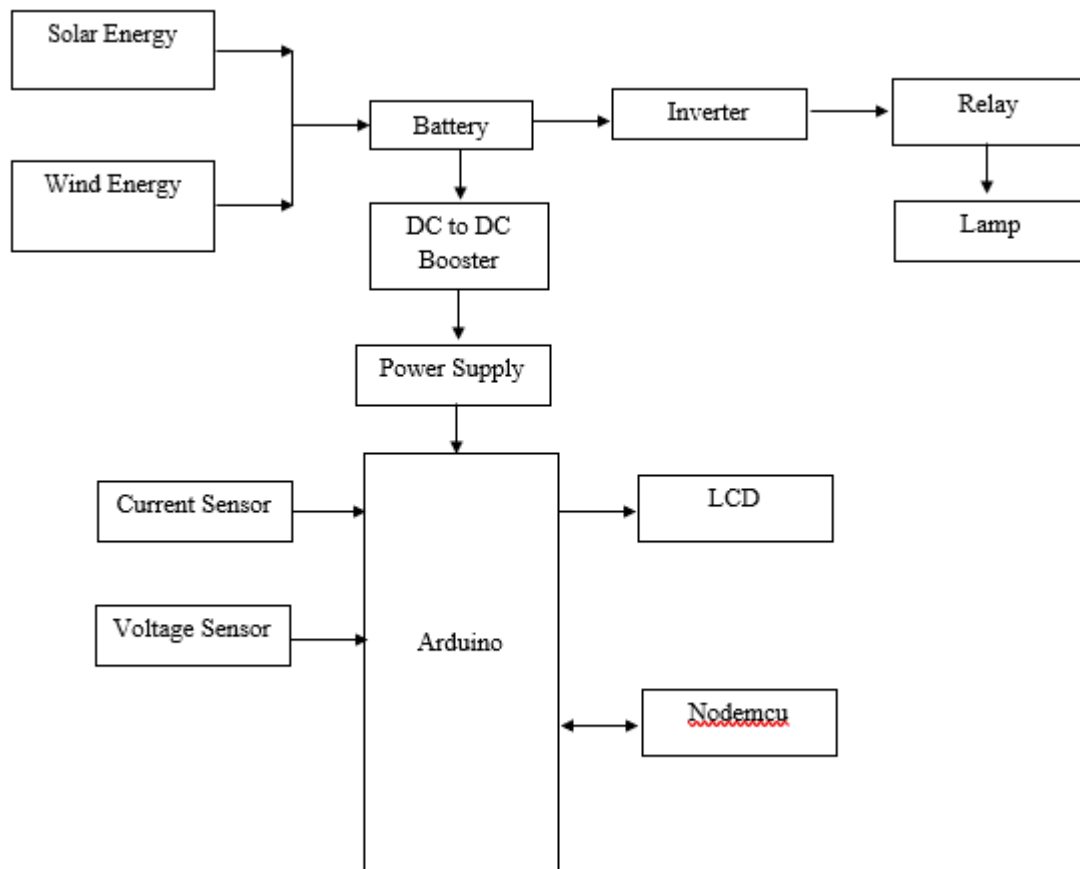 Solar Energy
Wind Energy
Battery
Inverter
Relay
Lamp
DC to DC
Booster
Power Supply
Current Sensor
Voltage Sensor
Arduino
LCD
Nodemcu